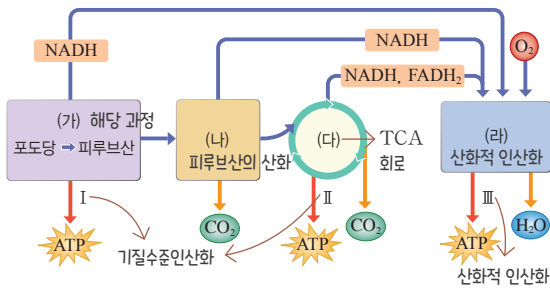 NADH
NADH
O₂
NADH, FADH₂
(가) 해당 과정
포도당 → 피루브산
(나)
피루브산의 산화
(다)
TCA
회로
(라)
산화적 인산화
Ⅰ
Ⅱ
Ⅲ
ATP
CO₂
ATP
CO₂
ATP
H₂O
기질수준인산화
산화적 인산화